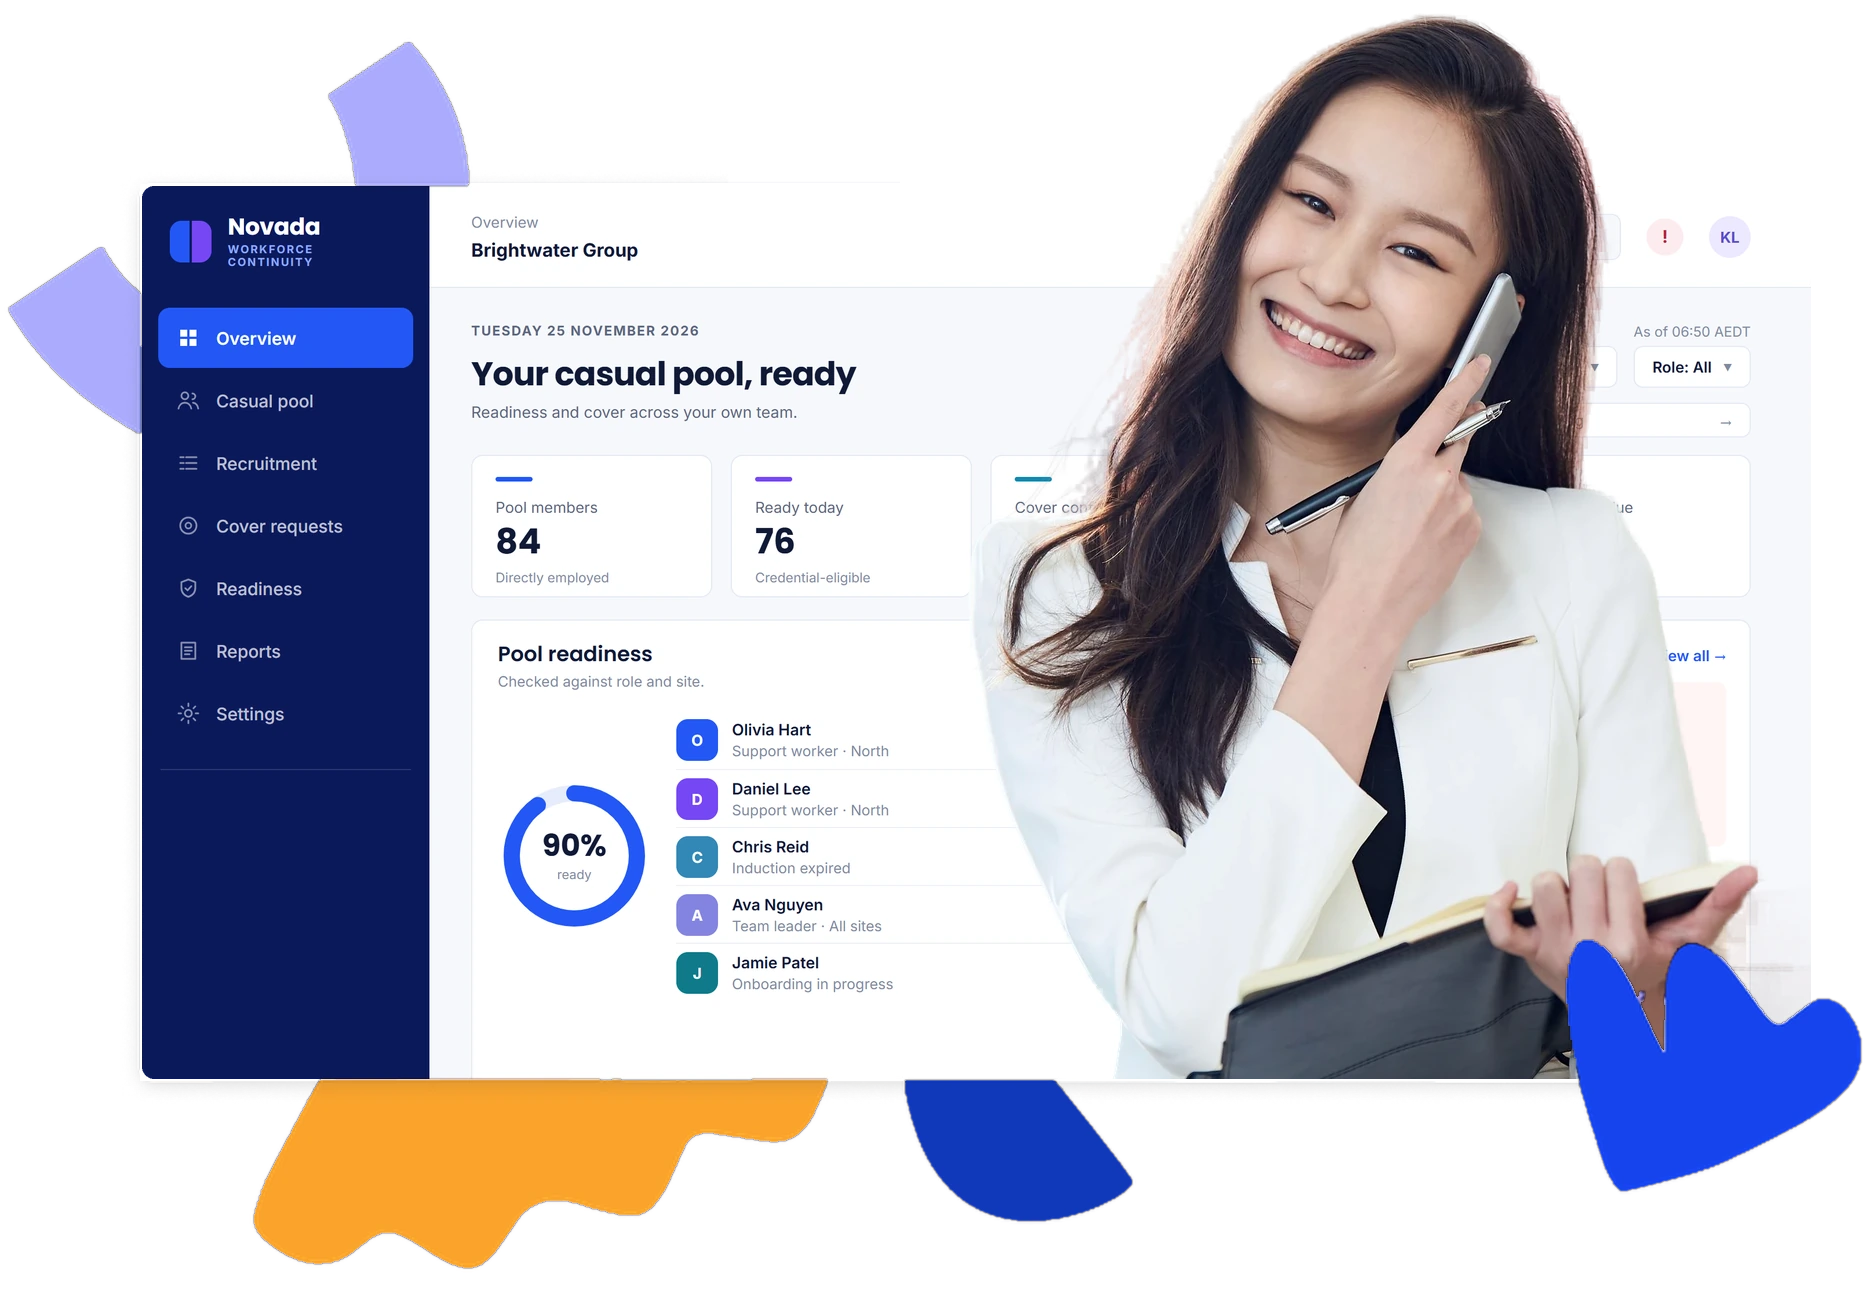 Novada
WORKFORCE
CONTINUITY
Overview
Casual pool
Recruitment
Cover requests
Readiness
Reports
Settings
Overview
Brightwater Group
!
KL
TUESDAY 25 NOVEMBER 2026
As of 06:50 AEDT
Your casual pool, ready
Role: All ▼
Readiness and cover across your own team.
→
Pool members
84
Directly employed
Ready today
76
Credential-eligible
Cover
Pool readiness
Checked against role and site.
all →
90%
ready
O
Olivia Hart
Support worker · North
D
Daniel Lee
Support worker · North
C
Chris Reid
Induction expired
A
Ava Nguyen
Team leader · All sites
J
Jamie Patel
Onboarding in progress